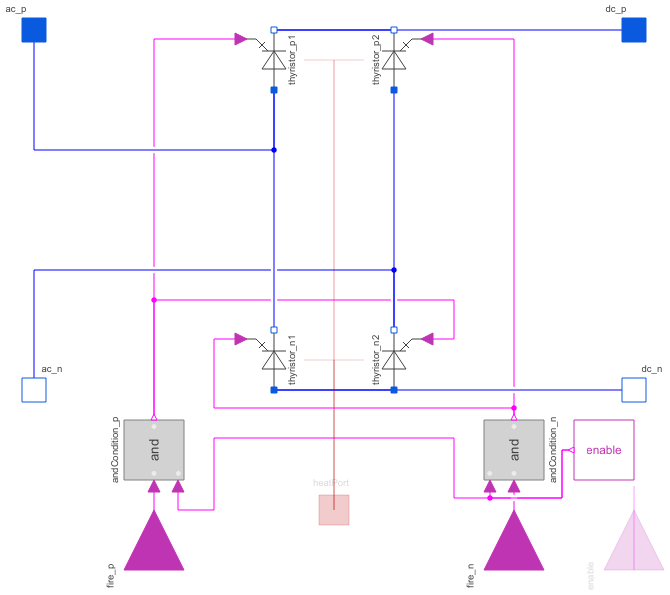 ac_p
dc_p
thyristor_p1
thyristor_p2
thyristor_n1
thyristor_n2
ac_n
dc_n
andCondition_p
and
and
andCondition_n
enable
heatPort
fire_p
fire_n
enable